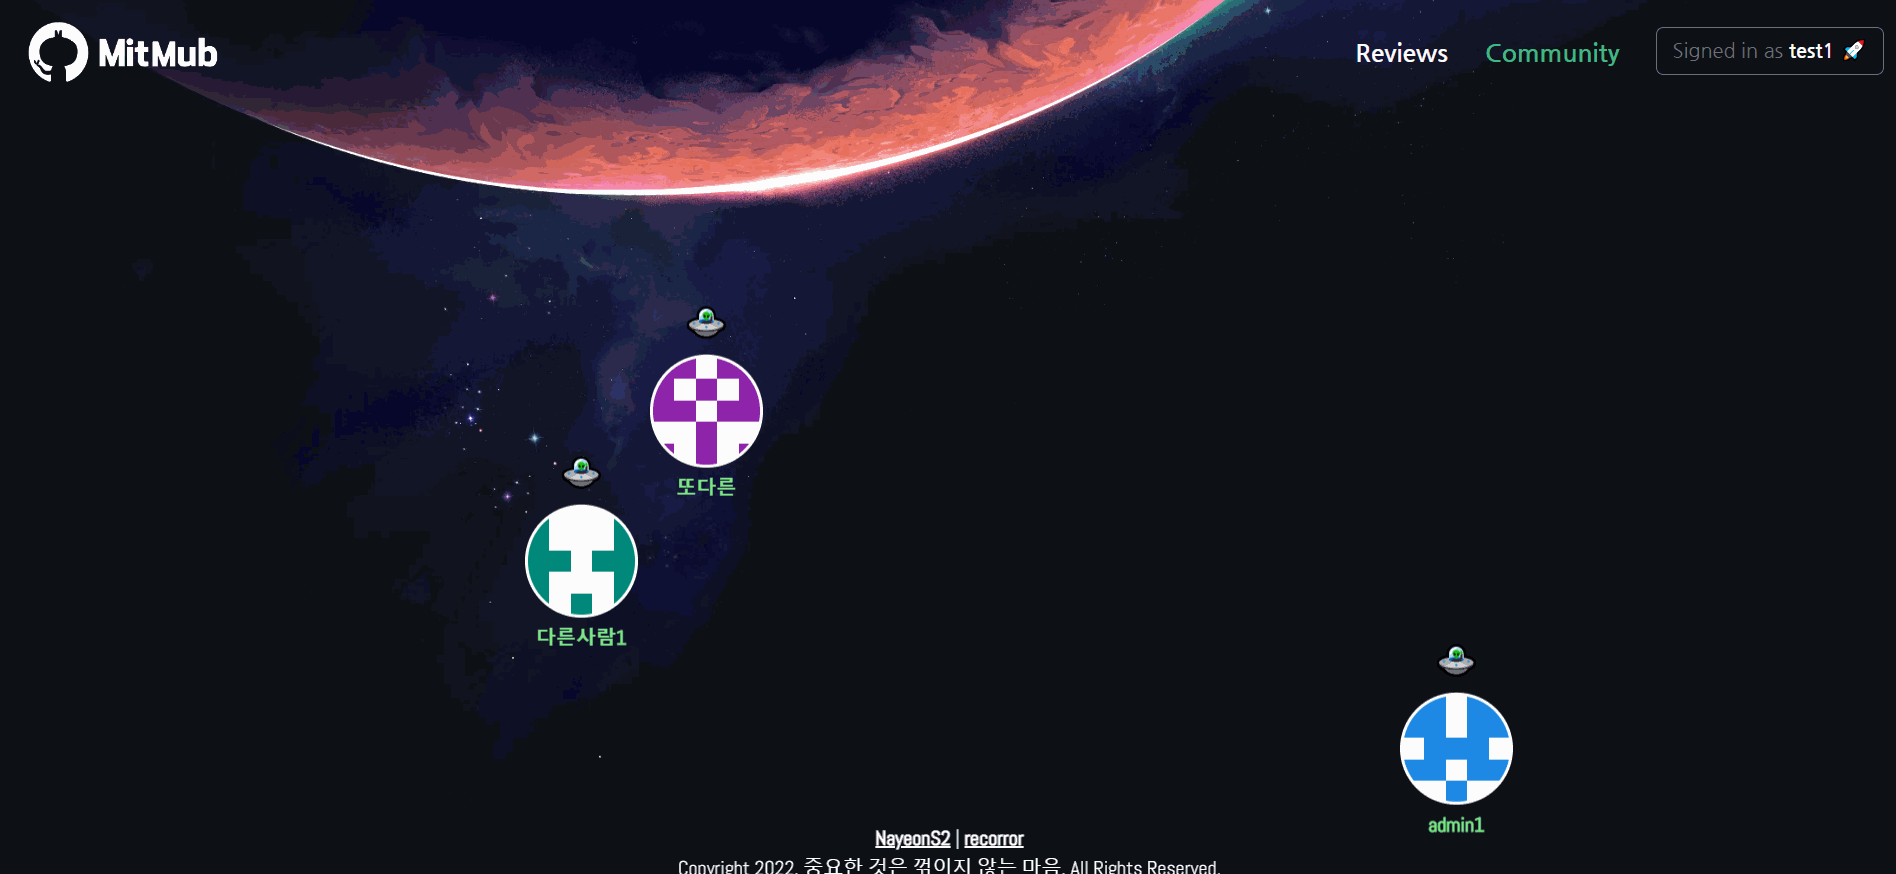 MitMub
Reviews Community Signed in as test1 🚀
또다른
다른사람1
admin1
NayeonS2 | recorror
Copyright 2022. 중요한 것은 꺾이지 않는 마음. All Rights Reserved.